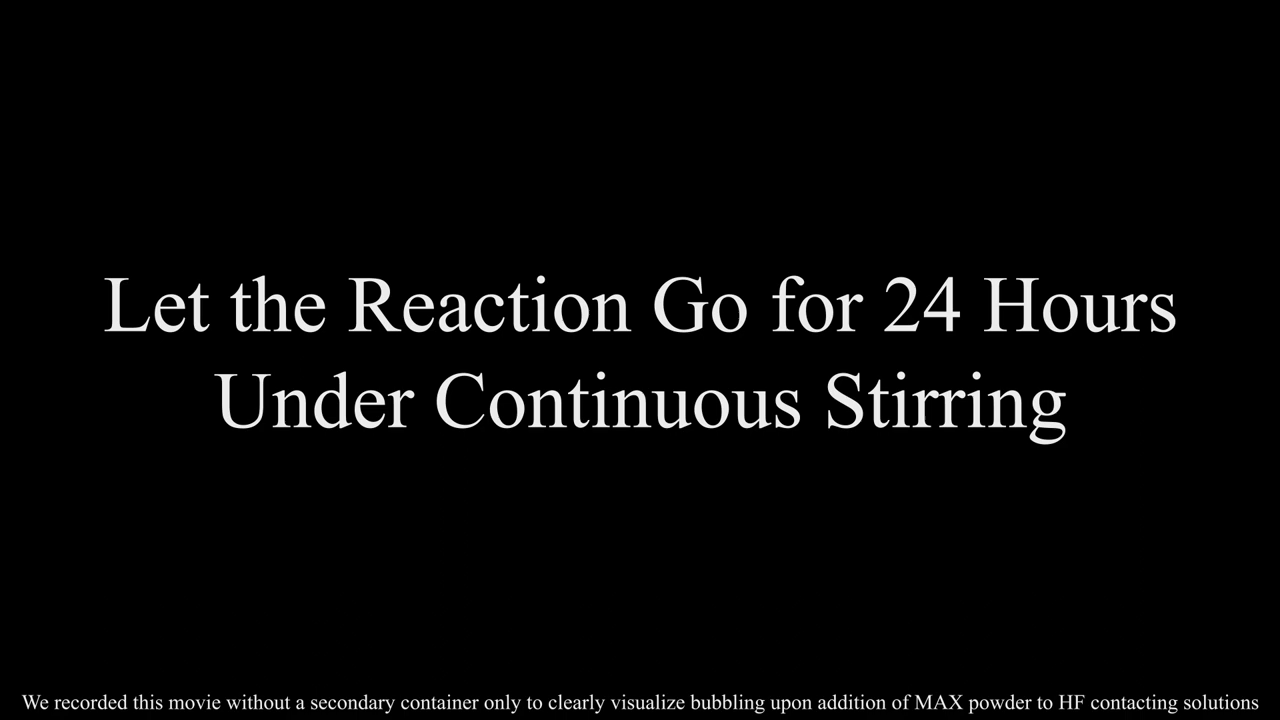 Let the Reaction Go for 24 Hours
Under Continuous Stirring
We recorded this movie without a secondary container only to clearly visualize bubbling upon addition of MAX powder to HF contacting solutions